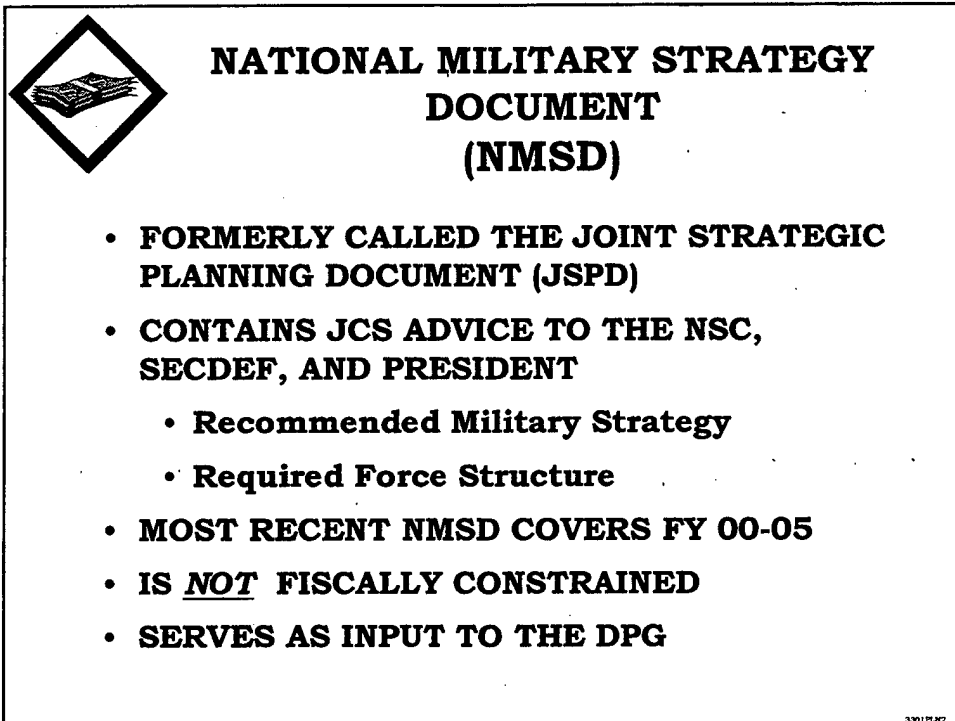 NATIONAL MILITARY STRATEGY
DOCUMENT
(NMSD)
• FORMERLY CALLED THE JOINT STRATEGIC
PLANNING DOCUMENT (JSPD)
• CONTAINS JCS ADVICE TO THE NSC,
SECDEF, AND PRESIDENT
• Recommended Military Strategy
• Required Force Structure
• MOST RECENT NMSD COVERS FY 00-05
• IS NOT FISCALLY CONSTRAINED
• SERVES AS INPUT TO THE DPG